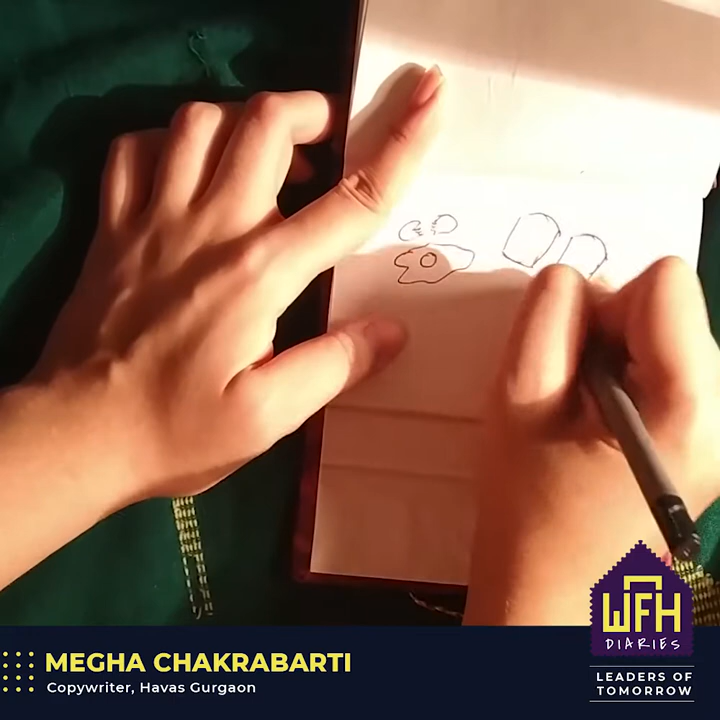 MEGHA CHAKRABARTI
Copywriter, Havas Gurgaon
WFH
DIARIES
LEADERS OF
TOMORROW